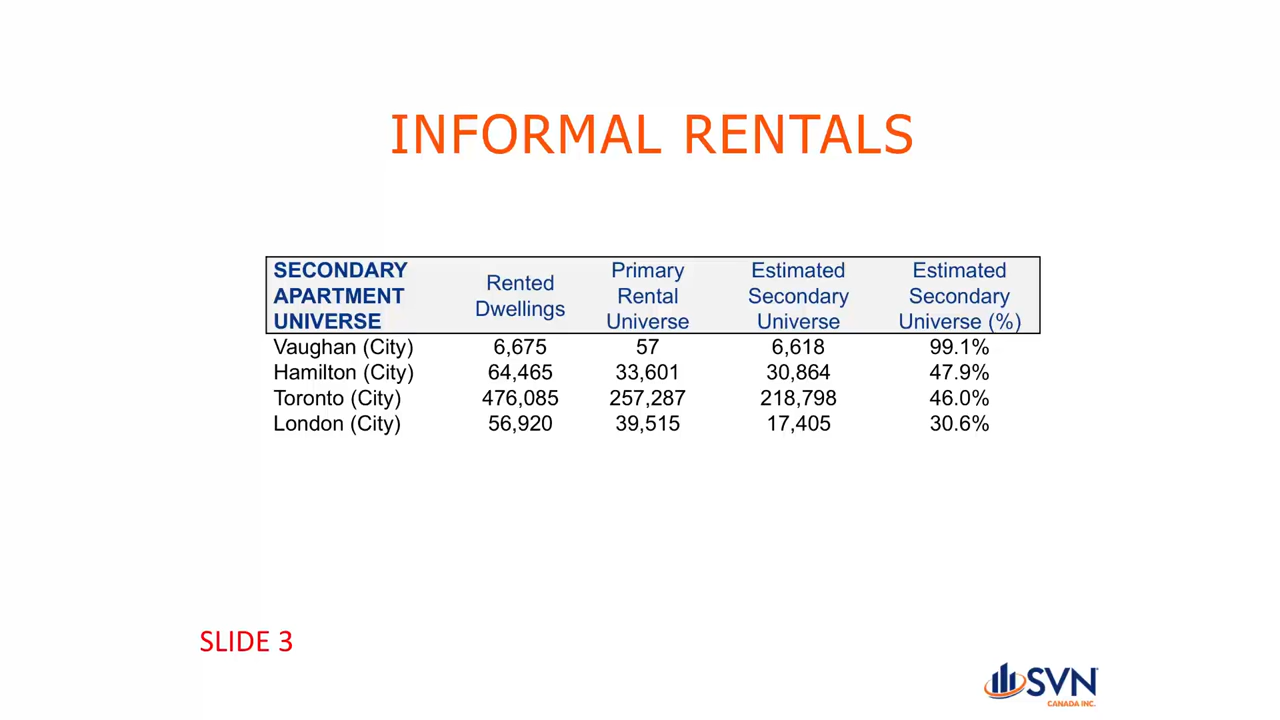 INFORMAL RENTALS
SECONDARY APARTMENT UNIVERSE Rented Dwellings Primary Rental Universe Estimated Secondary Universe Estimated Secondary Universe (%)
Vaughan (City) 6,675 57 6,618 99.1%
Hamilton (City) 64,465 33,601 30,864 47.9%
Toronto (City) 476,085 257,287 218,798 46.0%
London (City) 56,920 39,515 17,405 30.6%
SLIDE 3
SVN
CANADA INC.